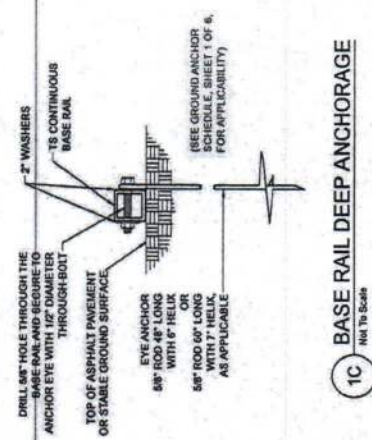 DRILL 5/8" HOLE THROUGH THE
BASE RAIL AND SECURE TO
ANCHOR EYE WITH 1/2" DIAMETER
THROUGH-BOLT
2" WASHERS
TS CONTINUOUS
BASE RAIL
TOP OF ASPHALT PAVEMENT
OR STABLE GROUND SURFACE
EYE ANCHOR
5/8" ROD 48" LONG
WITH 6" HELIX
OR
5/8" ROD 60" LONG
WITH 7" HELIX,
AS APPLICABLE
(SEE GROUND ANCHOR
SCHEDULE, SHEET 1 OF 6,
FOR APPLICABILITY)
1C
BASE RAIL DEEP ANCHORAGE
Not To Scale